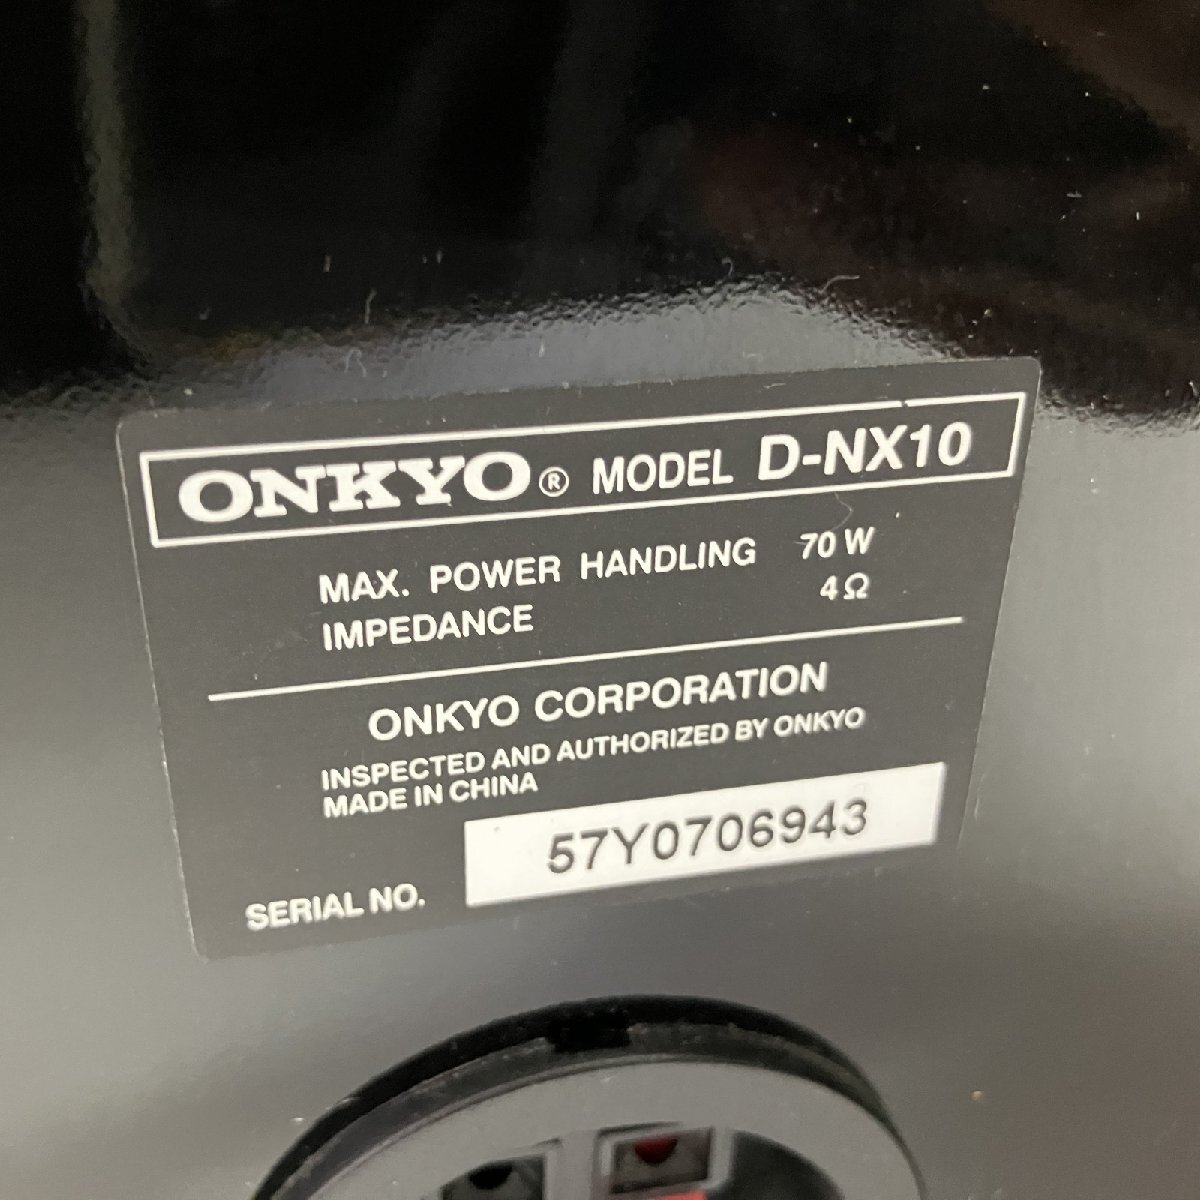 ONKYO® MODEL D-NX10
MAX. POWER HANDLING 70 W
IMPEDANCE 4Ω
ONKYO CORPORATION
INSPECTED AND AUTHORIZED BY ONKYO
MADE IN CHINA
SERIAL NO. 57Y0706943